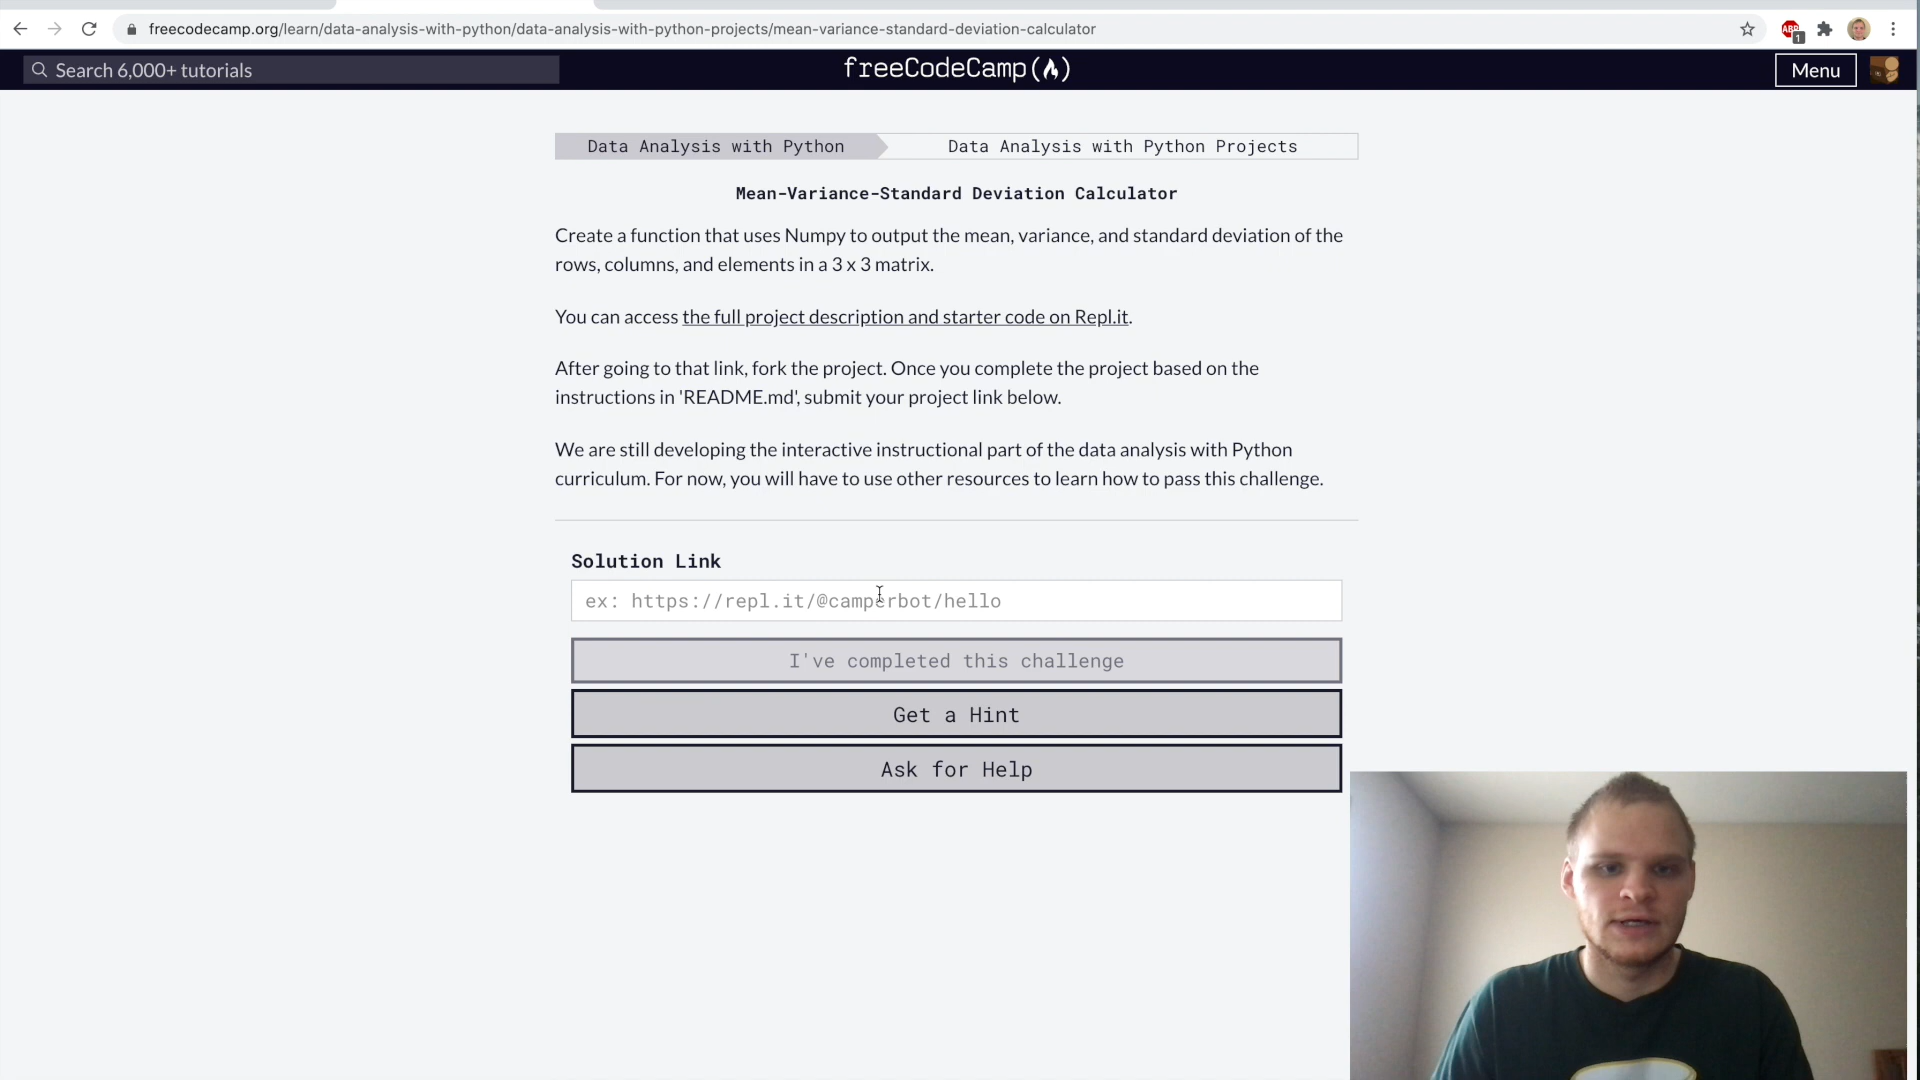 freecodecamp.org/learn/data-analysis-with-python/data-analysis-with-python-projects/mean-variance-standard-deviation-calculator
ABP
1
Search 6,000+ tutorials
freeCodeCamp
Menu
Data Analysis with Python
Data Analysis with Python Projects
Mean-Variance-Standard Deviation Calculator
Create a function that uses Numpy to output the mean, variance, and standard deviation of the
rows, columns, and elements in a 3 x 3 matrix.
You can access the full project description and starter code on Repl.it.
After going to that link, fork the project. Once you complete the project based on the
instructions in 'README.md', submit your project link below.
We are still developing the interactive instructional part of the data analysis with Python
curriculum. For now, you will have to use other resources to learn how to pass this challenge.
Solution Link
ex: https://repl.it/@camperbot/hello
I've completed this challenge
Get a Hint
Ask for Help